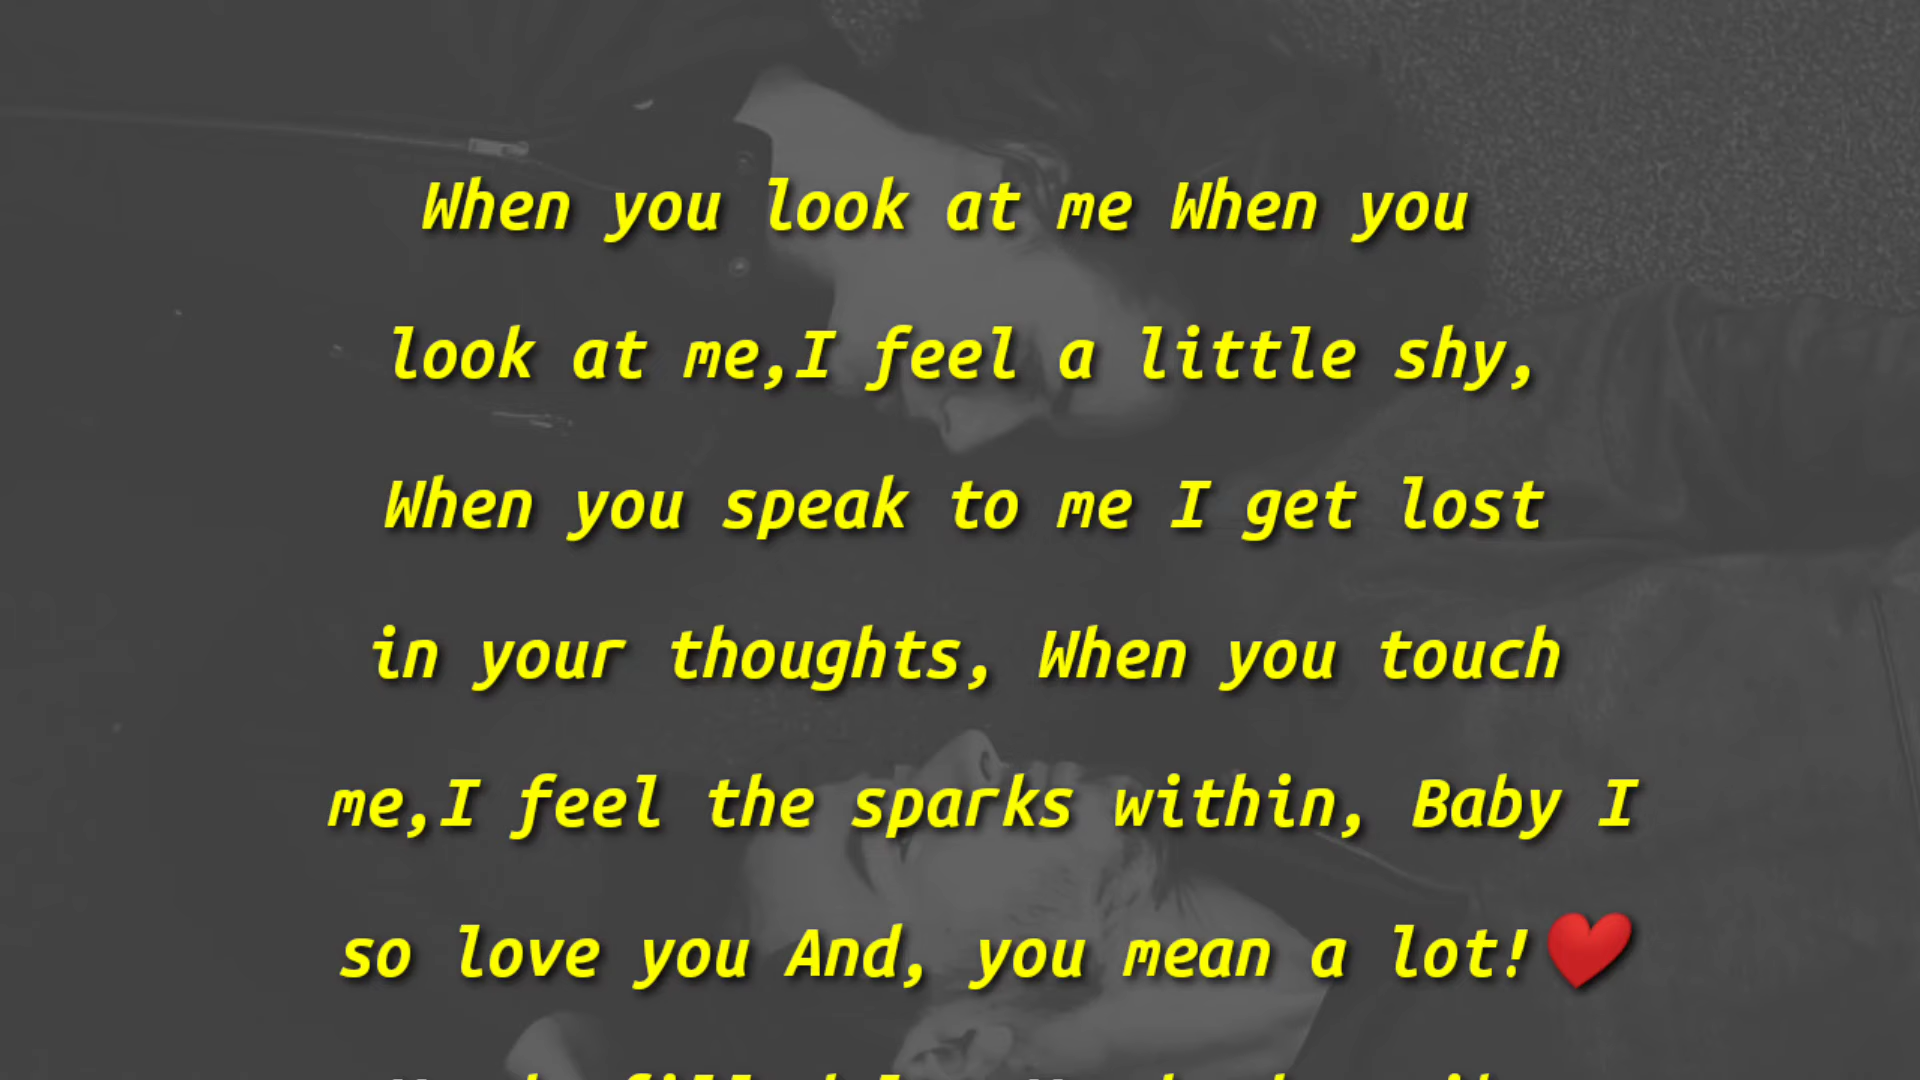 When you look at me When you
look at me,I feel a little shy,
When you speak to me I get lost
in your thoughts, When you touch
me,I feel the sparks within, Baby I
so love you And, you mean a lot!❤️